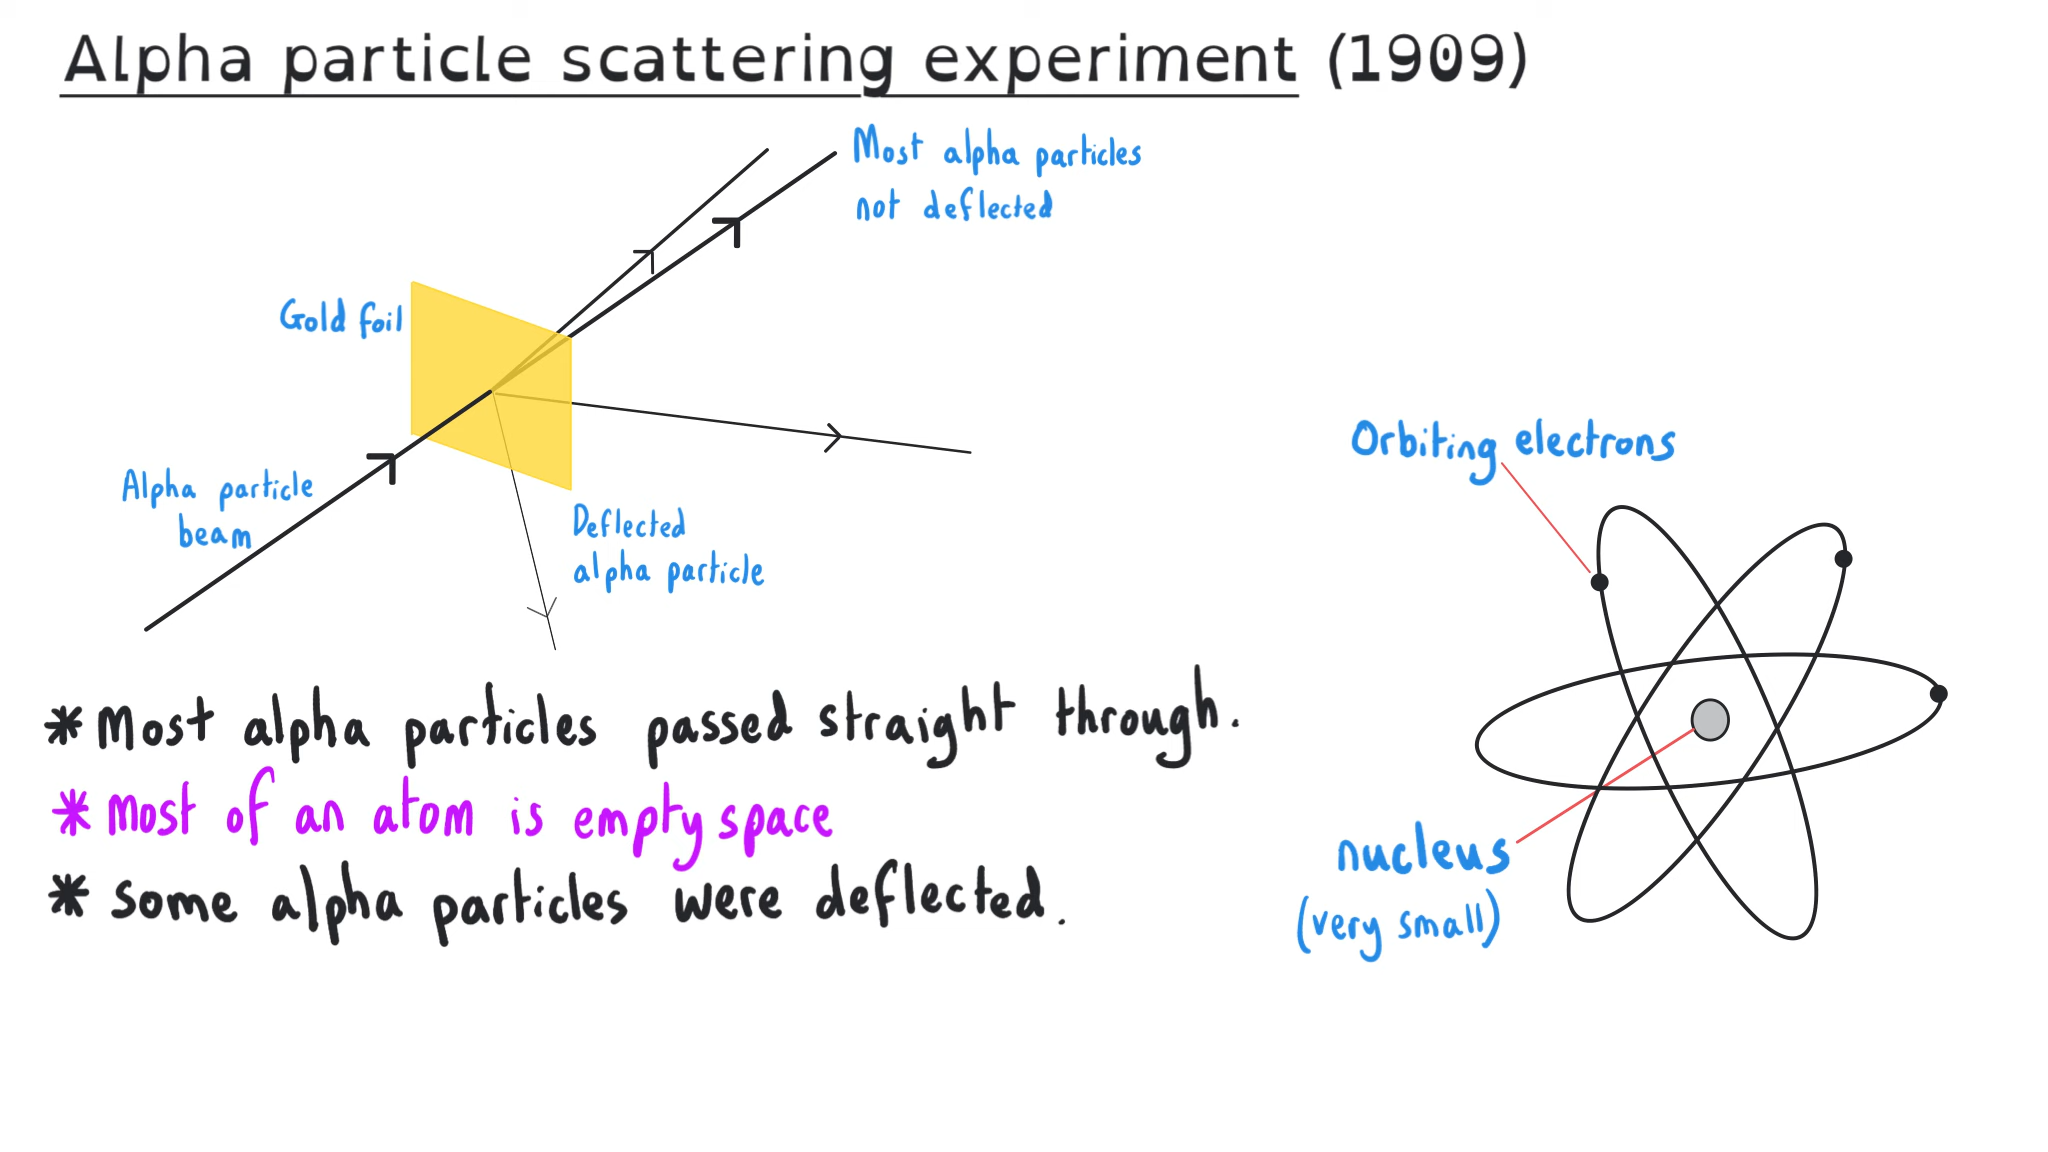 Alpha particle scattering experiment (1909)
Most alpha particles
not deflected
Gold foil
Alpha particle
beam
Deflected
alpha particle
Orbiting electrons
nucleus
(very small)
* Most alpha particles passed straight through.
* Most of an atom is empty space
* Some alpha particles were deflected.